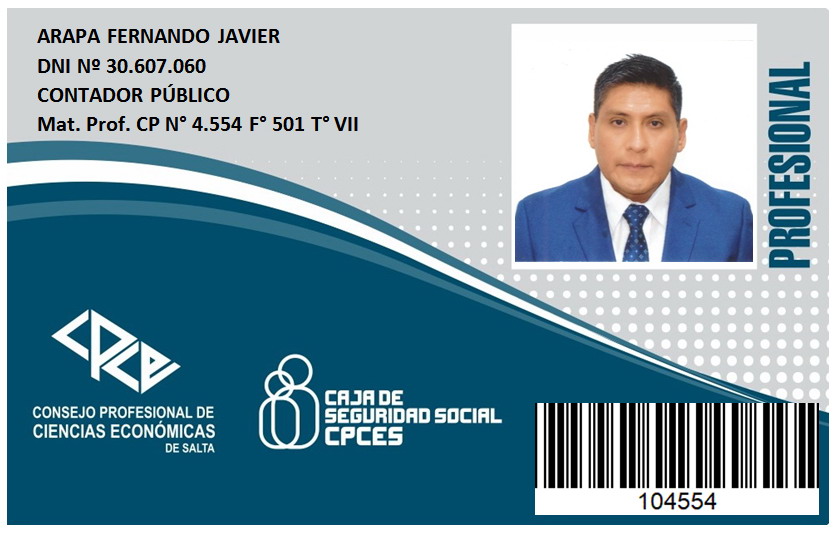 ARAPA FERNANDO JAVIER
DNI Nº 30.607.060
CONTADOR PÚBLICO
Mat. Prof. CP N° 4.554 F° 501 T° VII
PROFESIONAL
CPCE
CONSEJO PROFESIONAL DE
CIENCIAS ECONÓMICAS
DE SALTA
CAJA DE
SEGURIDAD SOCIAL
CPCES
104554